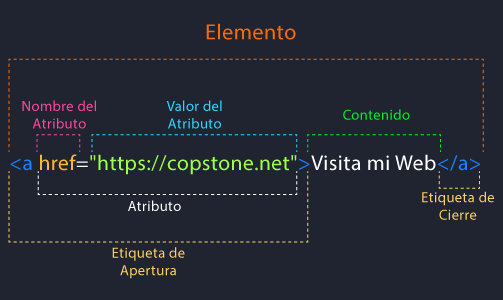 Elemento
Nombre del
Atributo
Valor del
Atributo
Contenido
<a href="https://copstone.net">Visita mi Web</a>
Atributo
Etiqueta de
Cierre
Etiqueta de
Apertura